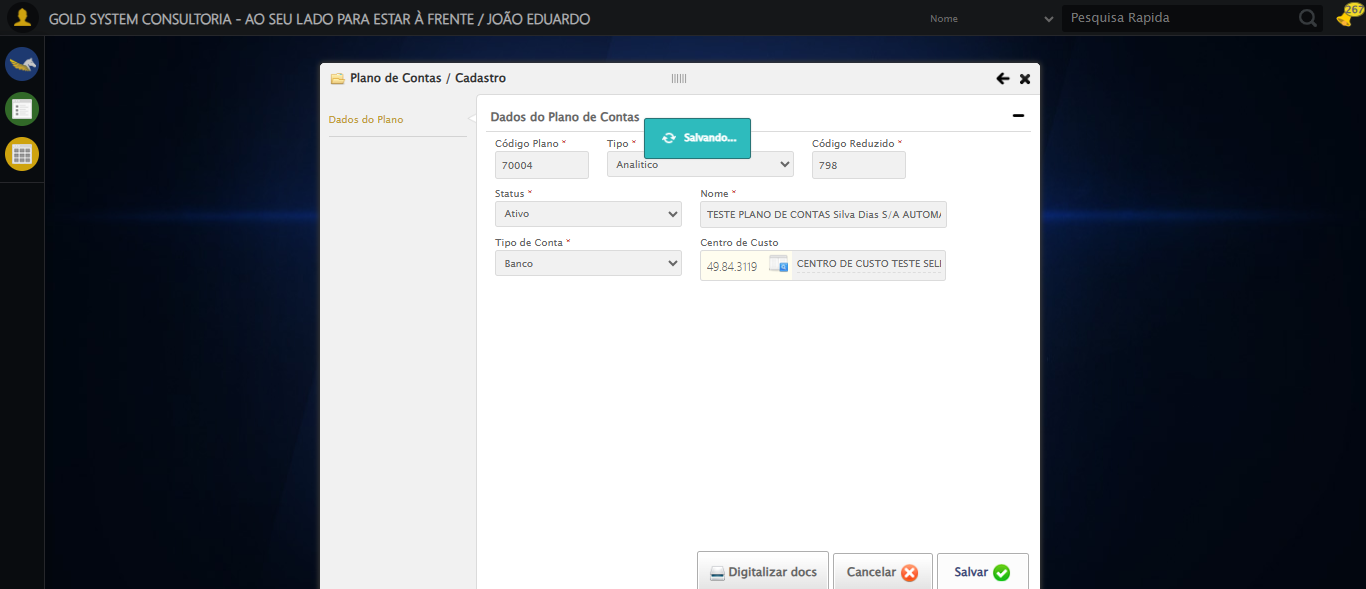 GOLD SYSTEM CONSULTORIA - AO SEU LADO PARA ESTAR À FRENTE / JOÃO EDUARDO
Nome
Pesquisa Rapida
267
Plano de Contas / Cadastro
Dados do Plano
Dados do Plano de Contas
Salvando...
Código Plano *
Tipo *
Código Reduzido *
70004
Analitico
798
Status *
Nome *
Ativo
TESTE PLANO DE CONTAS Silva Dias S/A AUTOM
Tipo de Conta *
Centro de Custo
Banco
49.84.3119
CENTRO DE CUSTO TESTE SELI
Digitalizar docs
Cancelar
Salvar